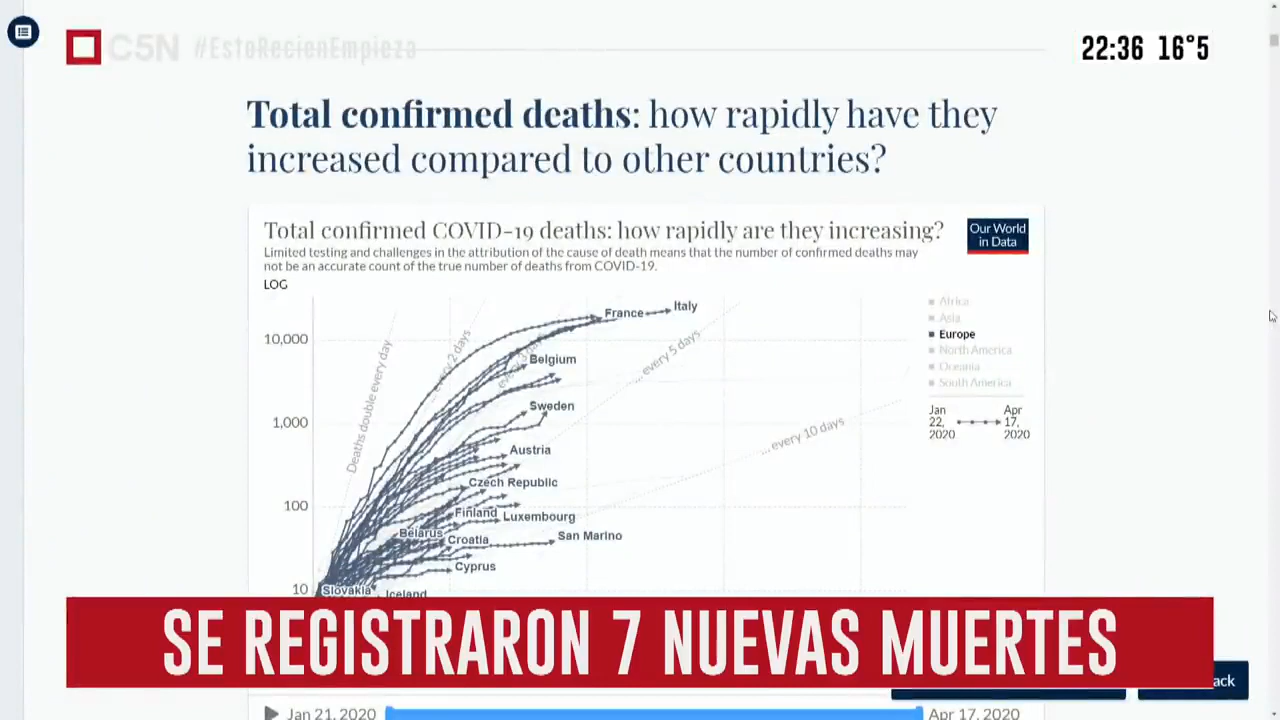 C5N #EstoRecienEmpieza
22:36 16°5
Total confirmed deaths: how rapidly have they
increased compared to other countries?
Total confirmed COVID-19 deaths: how rapidly are they increasing?
Our World
in Data
Limited testing and challenges in the attribution of the cause of death means that the number of confirmed deaths may
not be an accurate count of the true number of deaths from COVID-19.
LOG
Italy
France
Africa
Asia
Europe
North America
Oceania
South America
10,000
Deaths double every day
...every 2 days
...every 5 days
...every 10 days
Belgium
Sweden
Jan
22,
2020
Apr
17,
2020
1,000
Austria
Czech Republic
100
Finland
Luxembourg
Belarus
Croatia
San Marino
Cyprus
10
Slovakia
Iceland
SE REGISTRARON 7 NUEVAS MUERTES
Jan 21, 2020
Apr 17, 2020